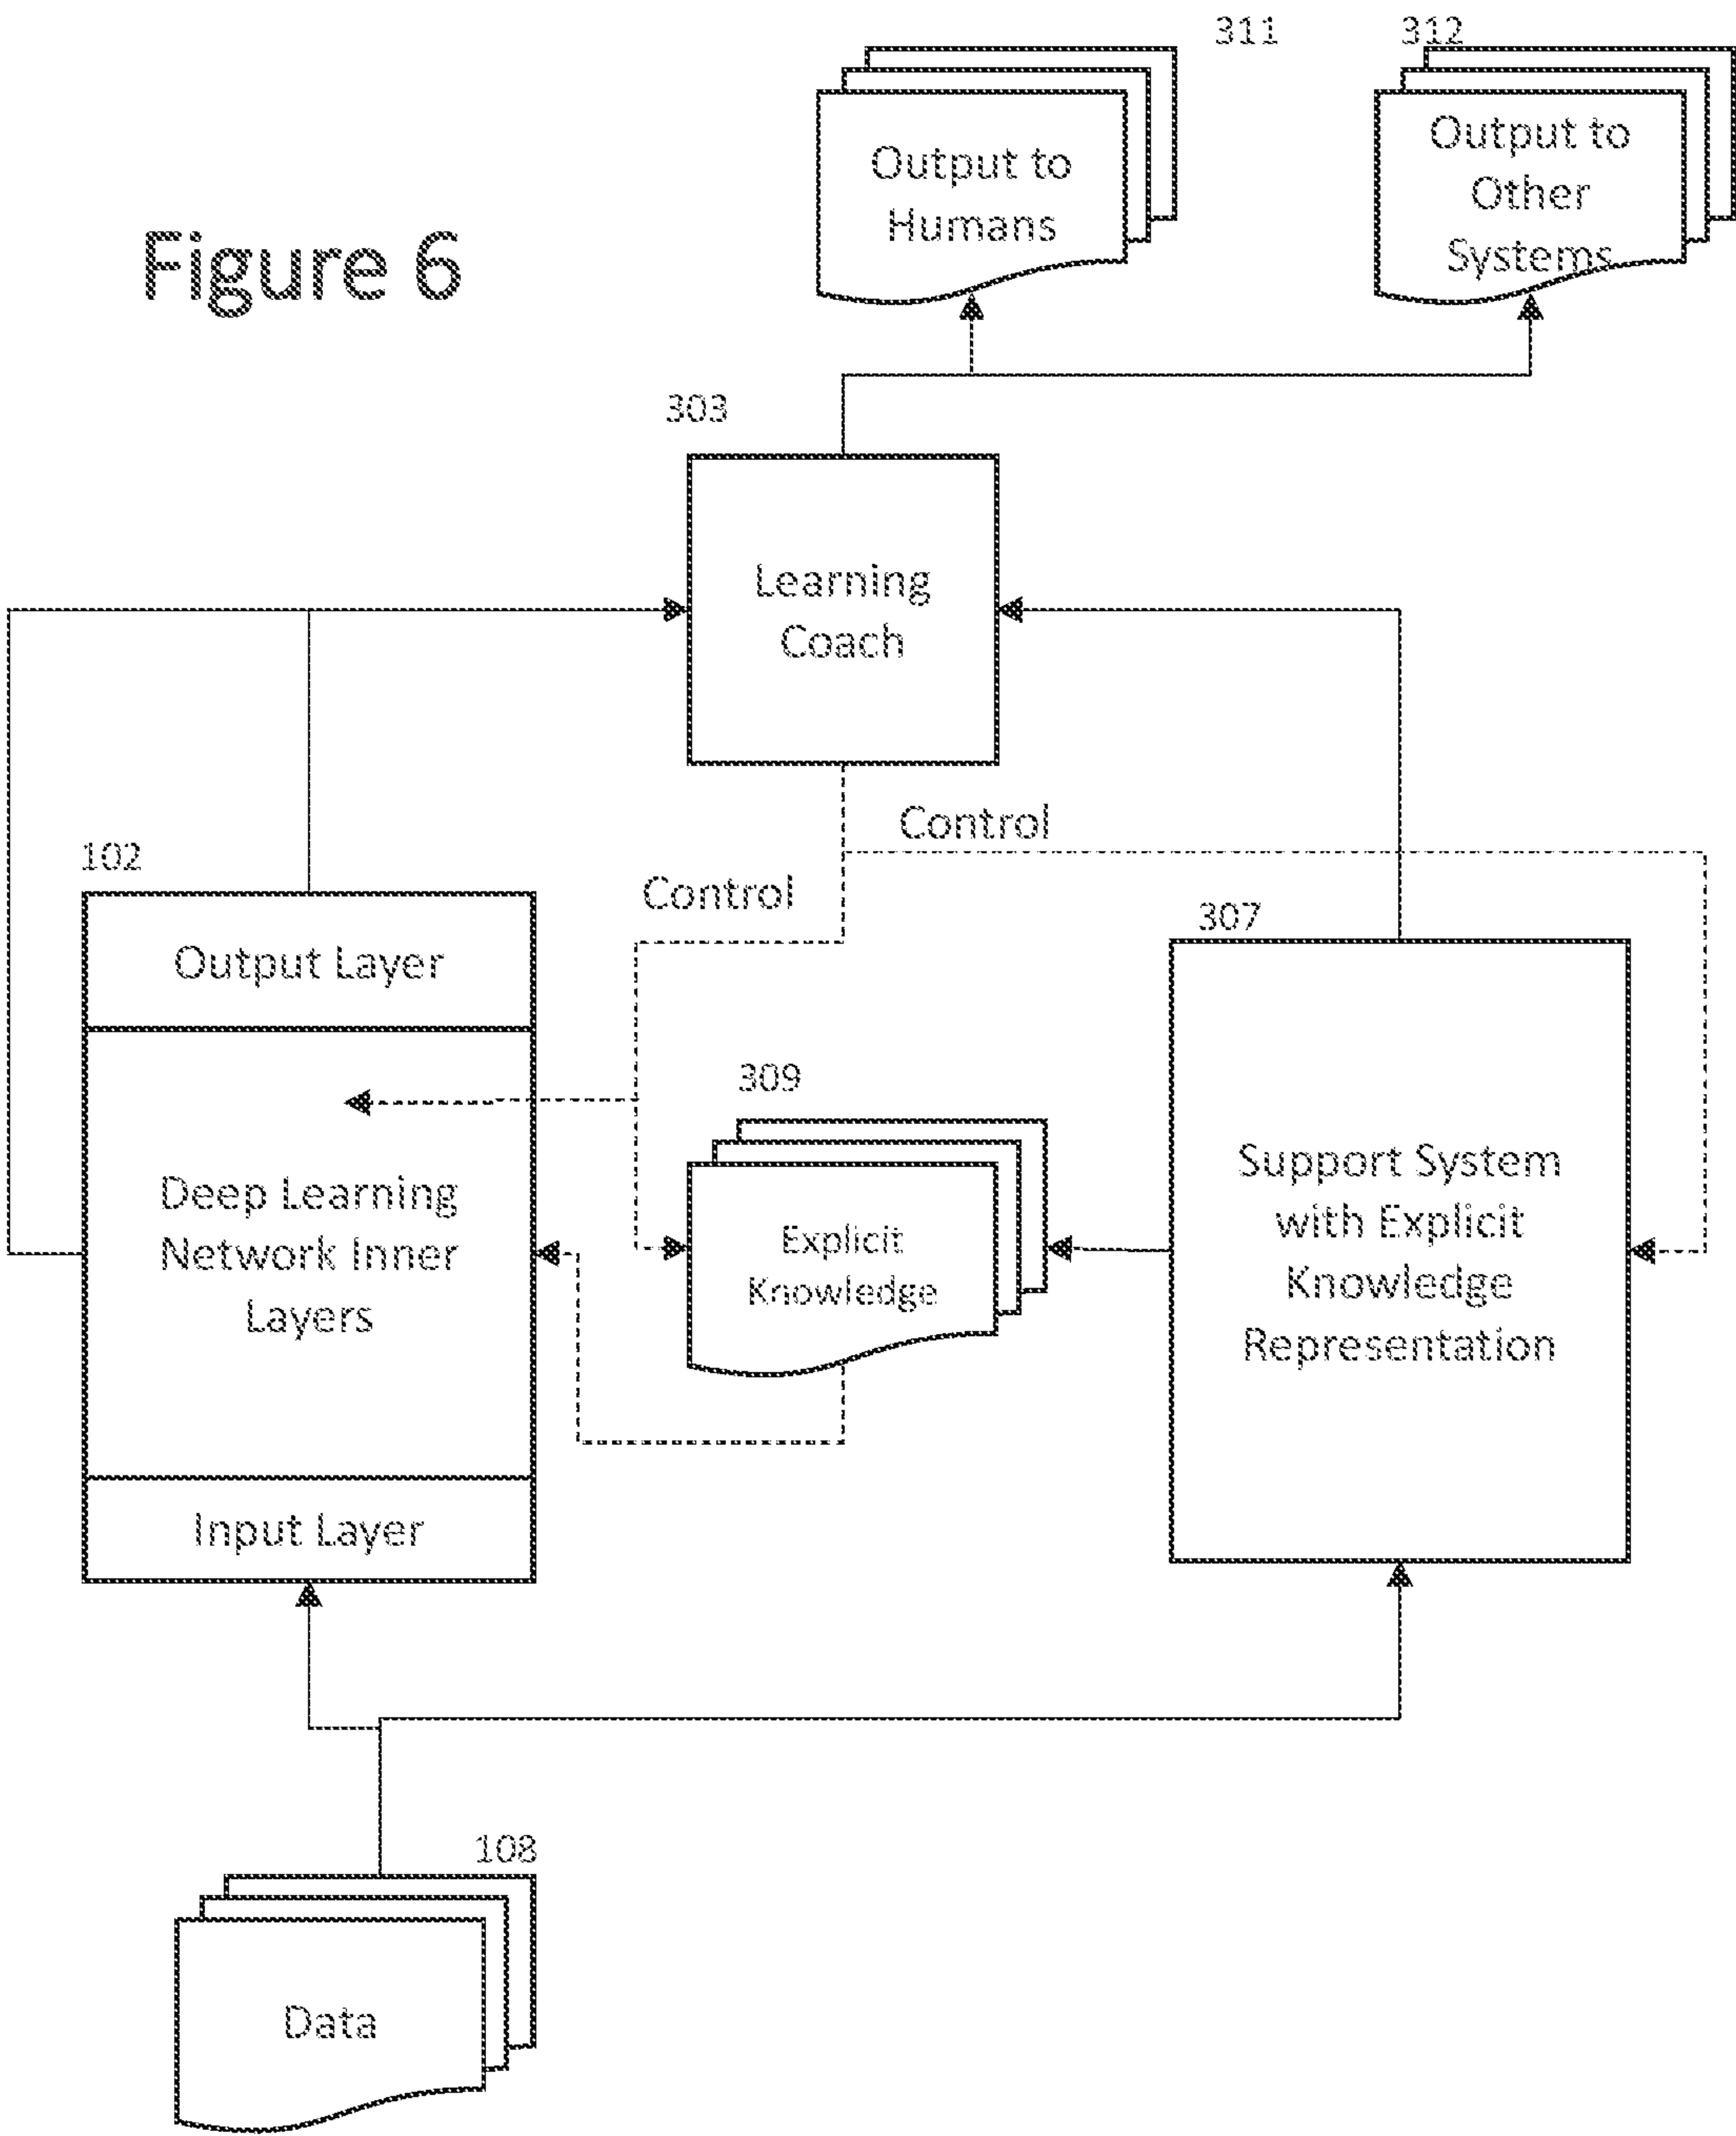 311
312
Output to
Humans
Output to
Other
Systems
Figure 6
303
Learning
Coach
Control
Control
102
307
Output Layer
309
Deep Learning
Network Inner
Layers
Explicit
Knowledge
Support System
with Explicit
Knowledge
Representation
Input Layer
108
Data